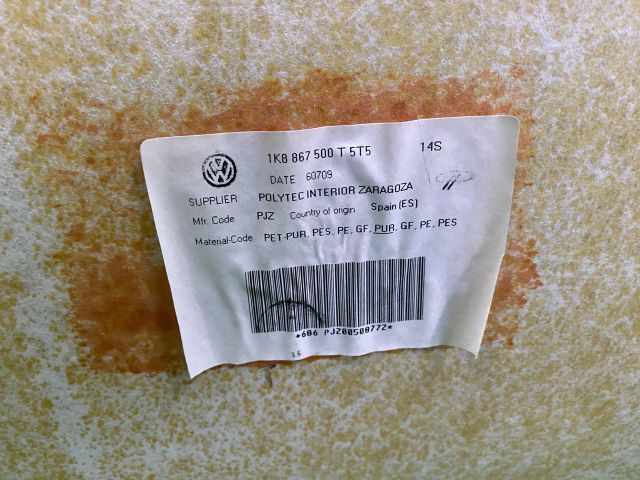 1K8 867 500 T 5T5 14S
DATE 60709
SUPPLIER POLYTEC INTERIOR ZARAGOZA
Mfr. Code PJZ Country of origin Spain (ES)
Material-Code PET-PUR, PES, PE, GF, PUR, GF, PE, PES
*6B6 PJZ00508772*